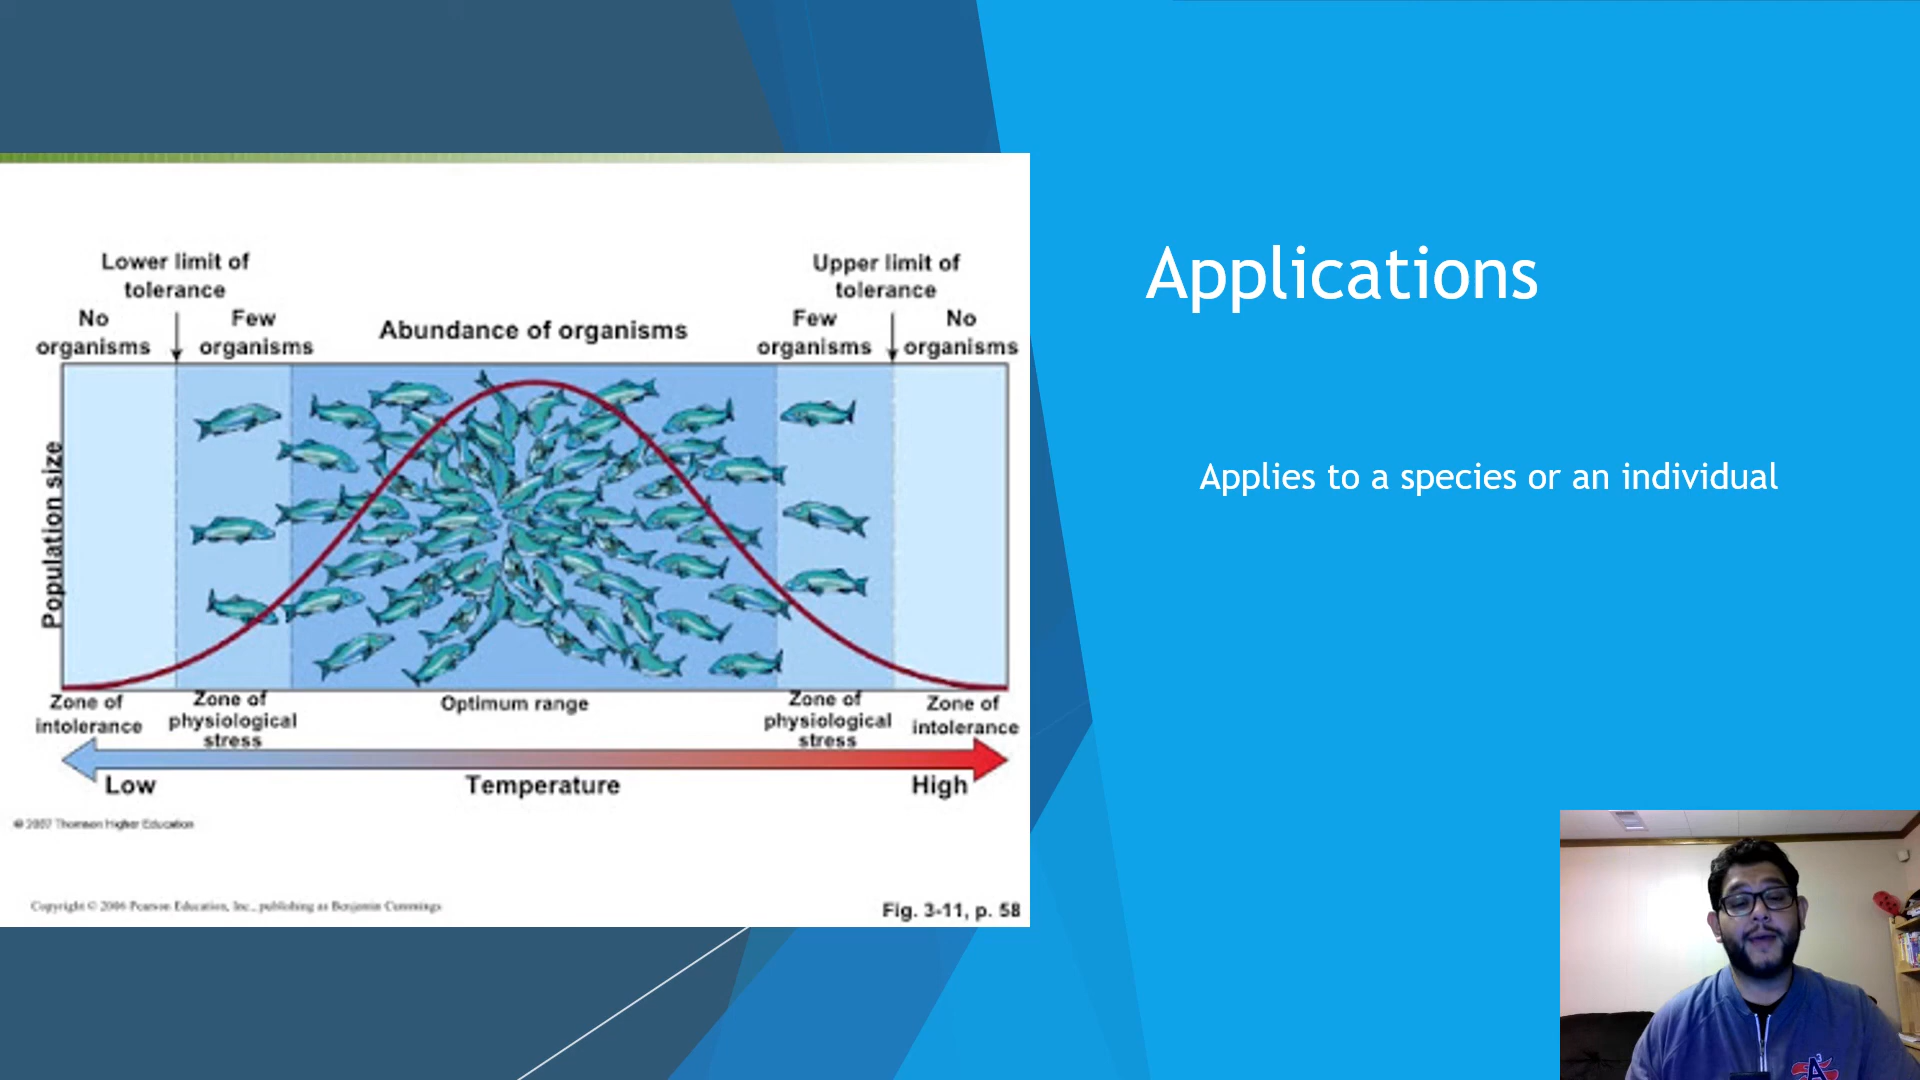 Lower limit of
tolerance
Upper limit of
tolerance
No
organisms
Few
organisms
Abundance of organisms
Few
organisms
No
organisms
Population size
Zone of
intolerance
Zone of
physiological
stress
Optimum range
Zone of
physiological
stress
Zone of
intolerance
Low
Temperature
High
© 2007 Thomson Higher Education
Copyright © 2006 Pearson Education, Inc., publishing as Benjamin Cummings
Fig. 3-11, p. 58
Applications
Applies to a species or an individual
A